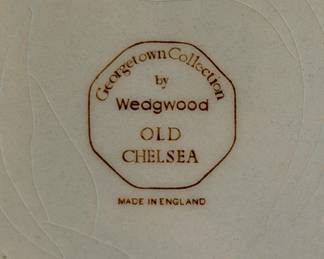 Georgetown Collection
by
Wedgwood
OLD
CHELSEA
MADE IN ENGLAND